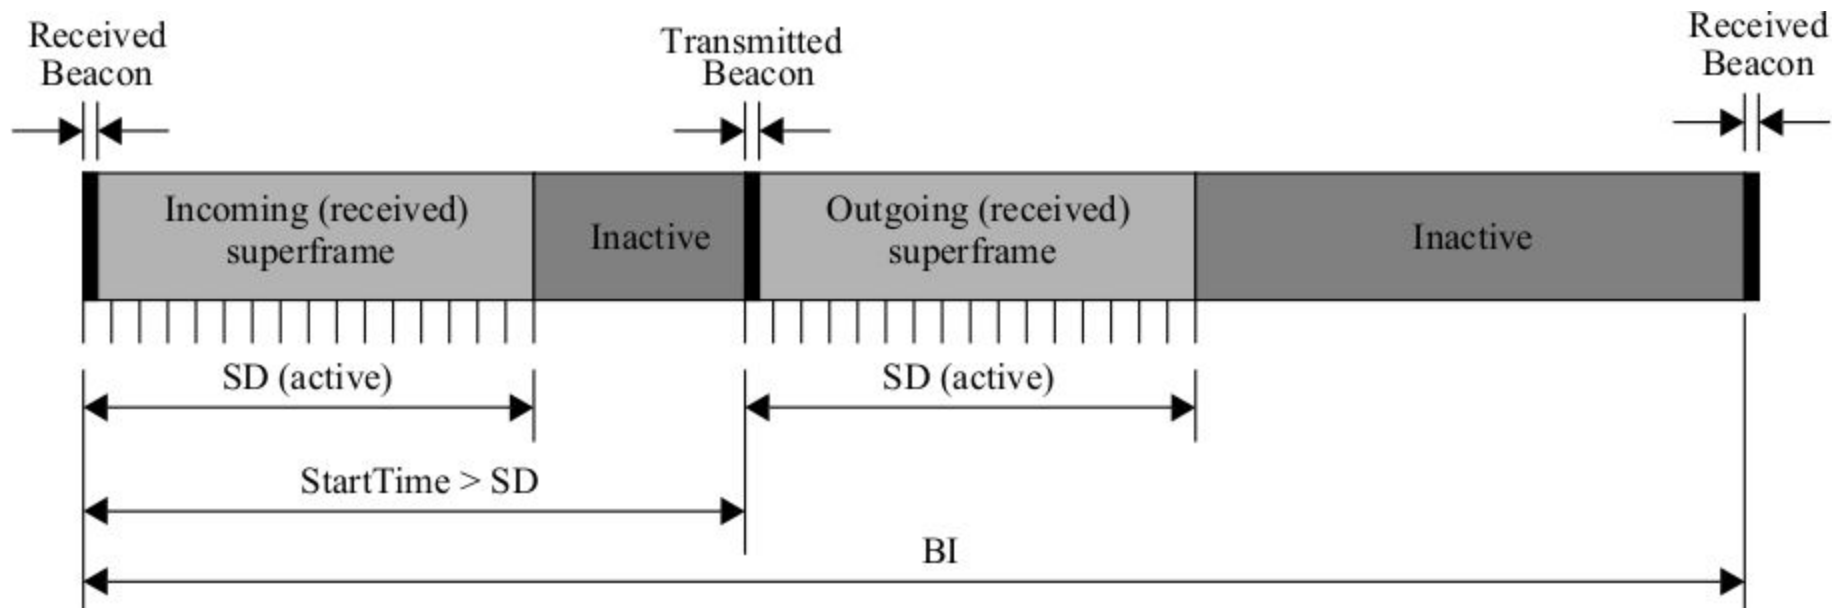 Received
Beacon
Transmitted
Beacon
Received
Beacon
Incoming (received)
superframe
Inactive
Outgoing (received)
superframe
Inactive
SD (active)
SD (active)
StartTime > SD
BI